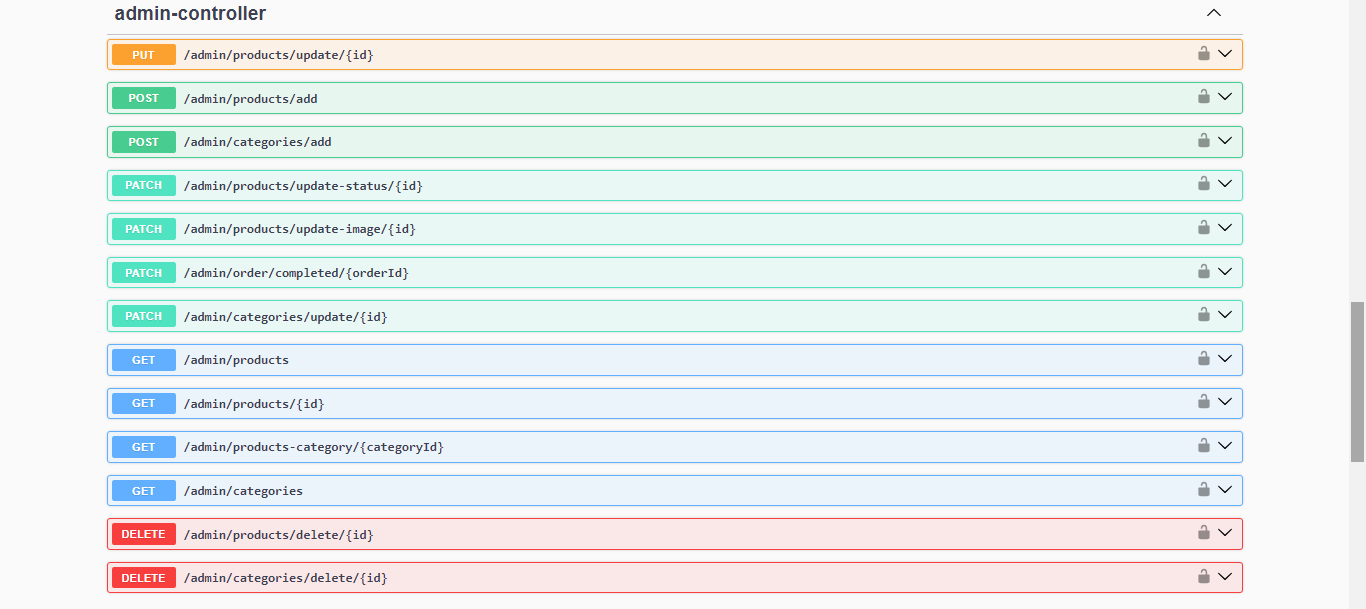 admin-controller
PUT /admin/products/update/{id}
POST /admin/products/add
POST /admin/categories/add
PATCH /admin/products/update-status/{id}
PATCH /admin/products/update-image/{id}
PATCH /admin/order/completed/{orderId}
PATCH /admin/categories/update/{id}
GET /admin/products
GET /admin/products/{id}
GET /admin/products-category/{categoryId}
GET /admin/categories
DELETE /admin/products/delete/{id}
DELETE /admin/categories/delete/{id}